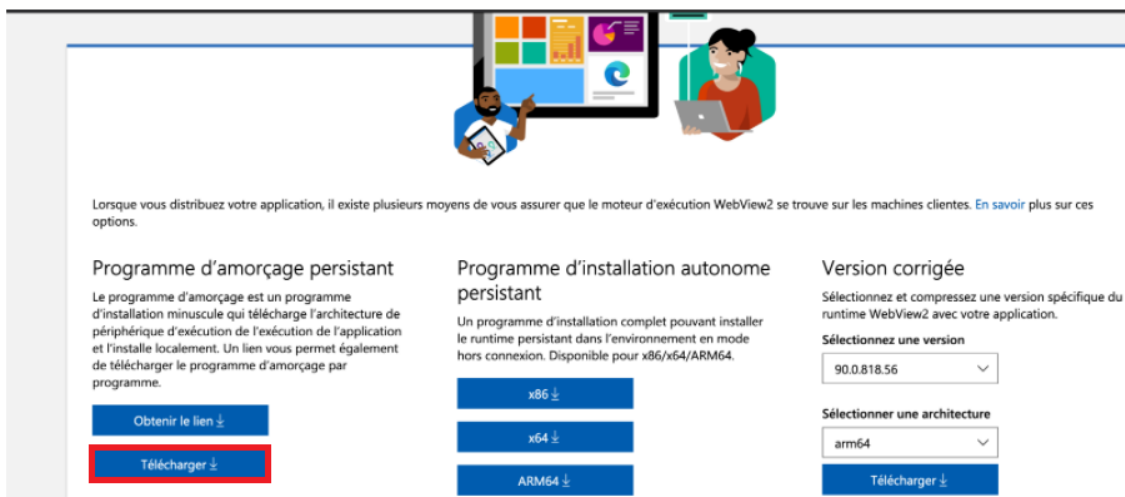 Lorsque vous distribuez votre application, il existe plusieurs moyens de vous assurer que le moteur d'exécution WebView2 se trouve sur les machines clientes. En savoir plus sur ces
options.
Programme d'amorçage persistant
Le programme d'amorçage est un programme
d'installation minuscule qui télécharge l'architecture de
périphérique d'exécution de l'exécution de l'application
et l'installe localement. Un lien vous permet également
de télécharger le programme d'amorçage par
programme.
Obtenir le lien
Télécharger
Programme d'installation autonome
persistant
Un programme d'installation complet pouvant installer
le runtime persistant dans l'environnement en mode
hors connexion. Disponible pour x86/x64/ARM64.
x86
x64
ARM64
Version corrigée
Sélectionnez et compressez une version spécifique du
runtime WebView2 avec votre application.
Sélectionnez une version
90.0.818.56
Sélectionner une architecture
arm64
Télécharger